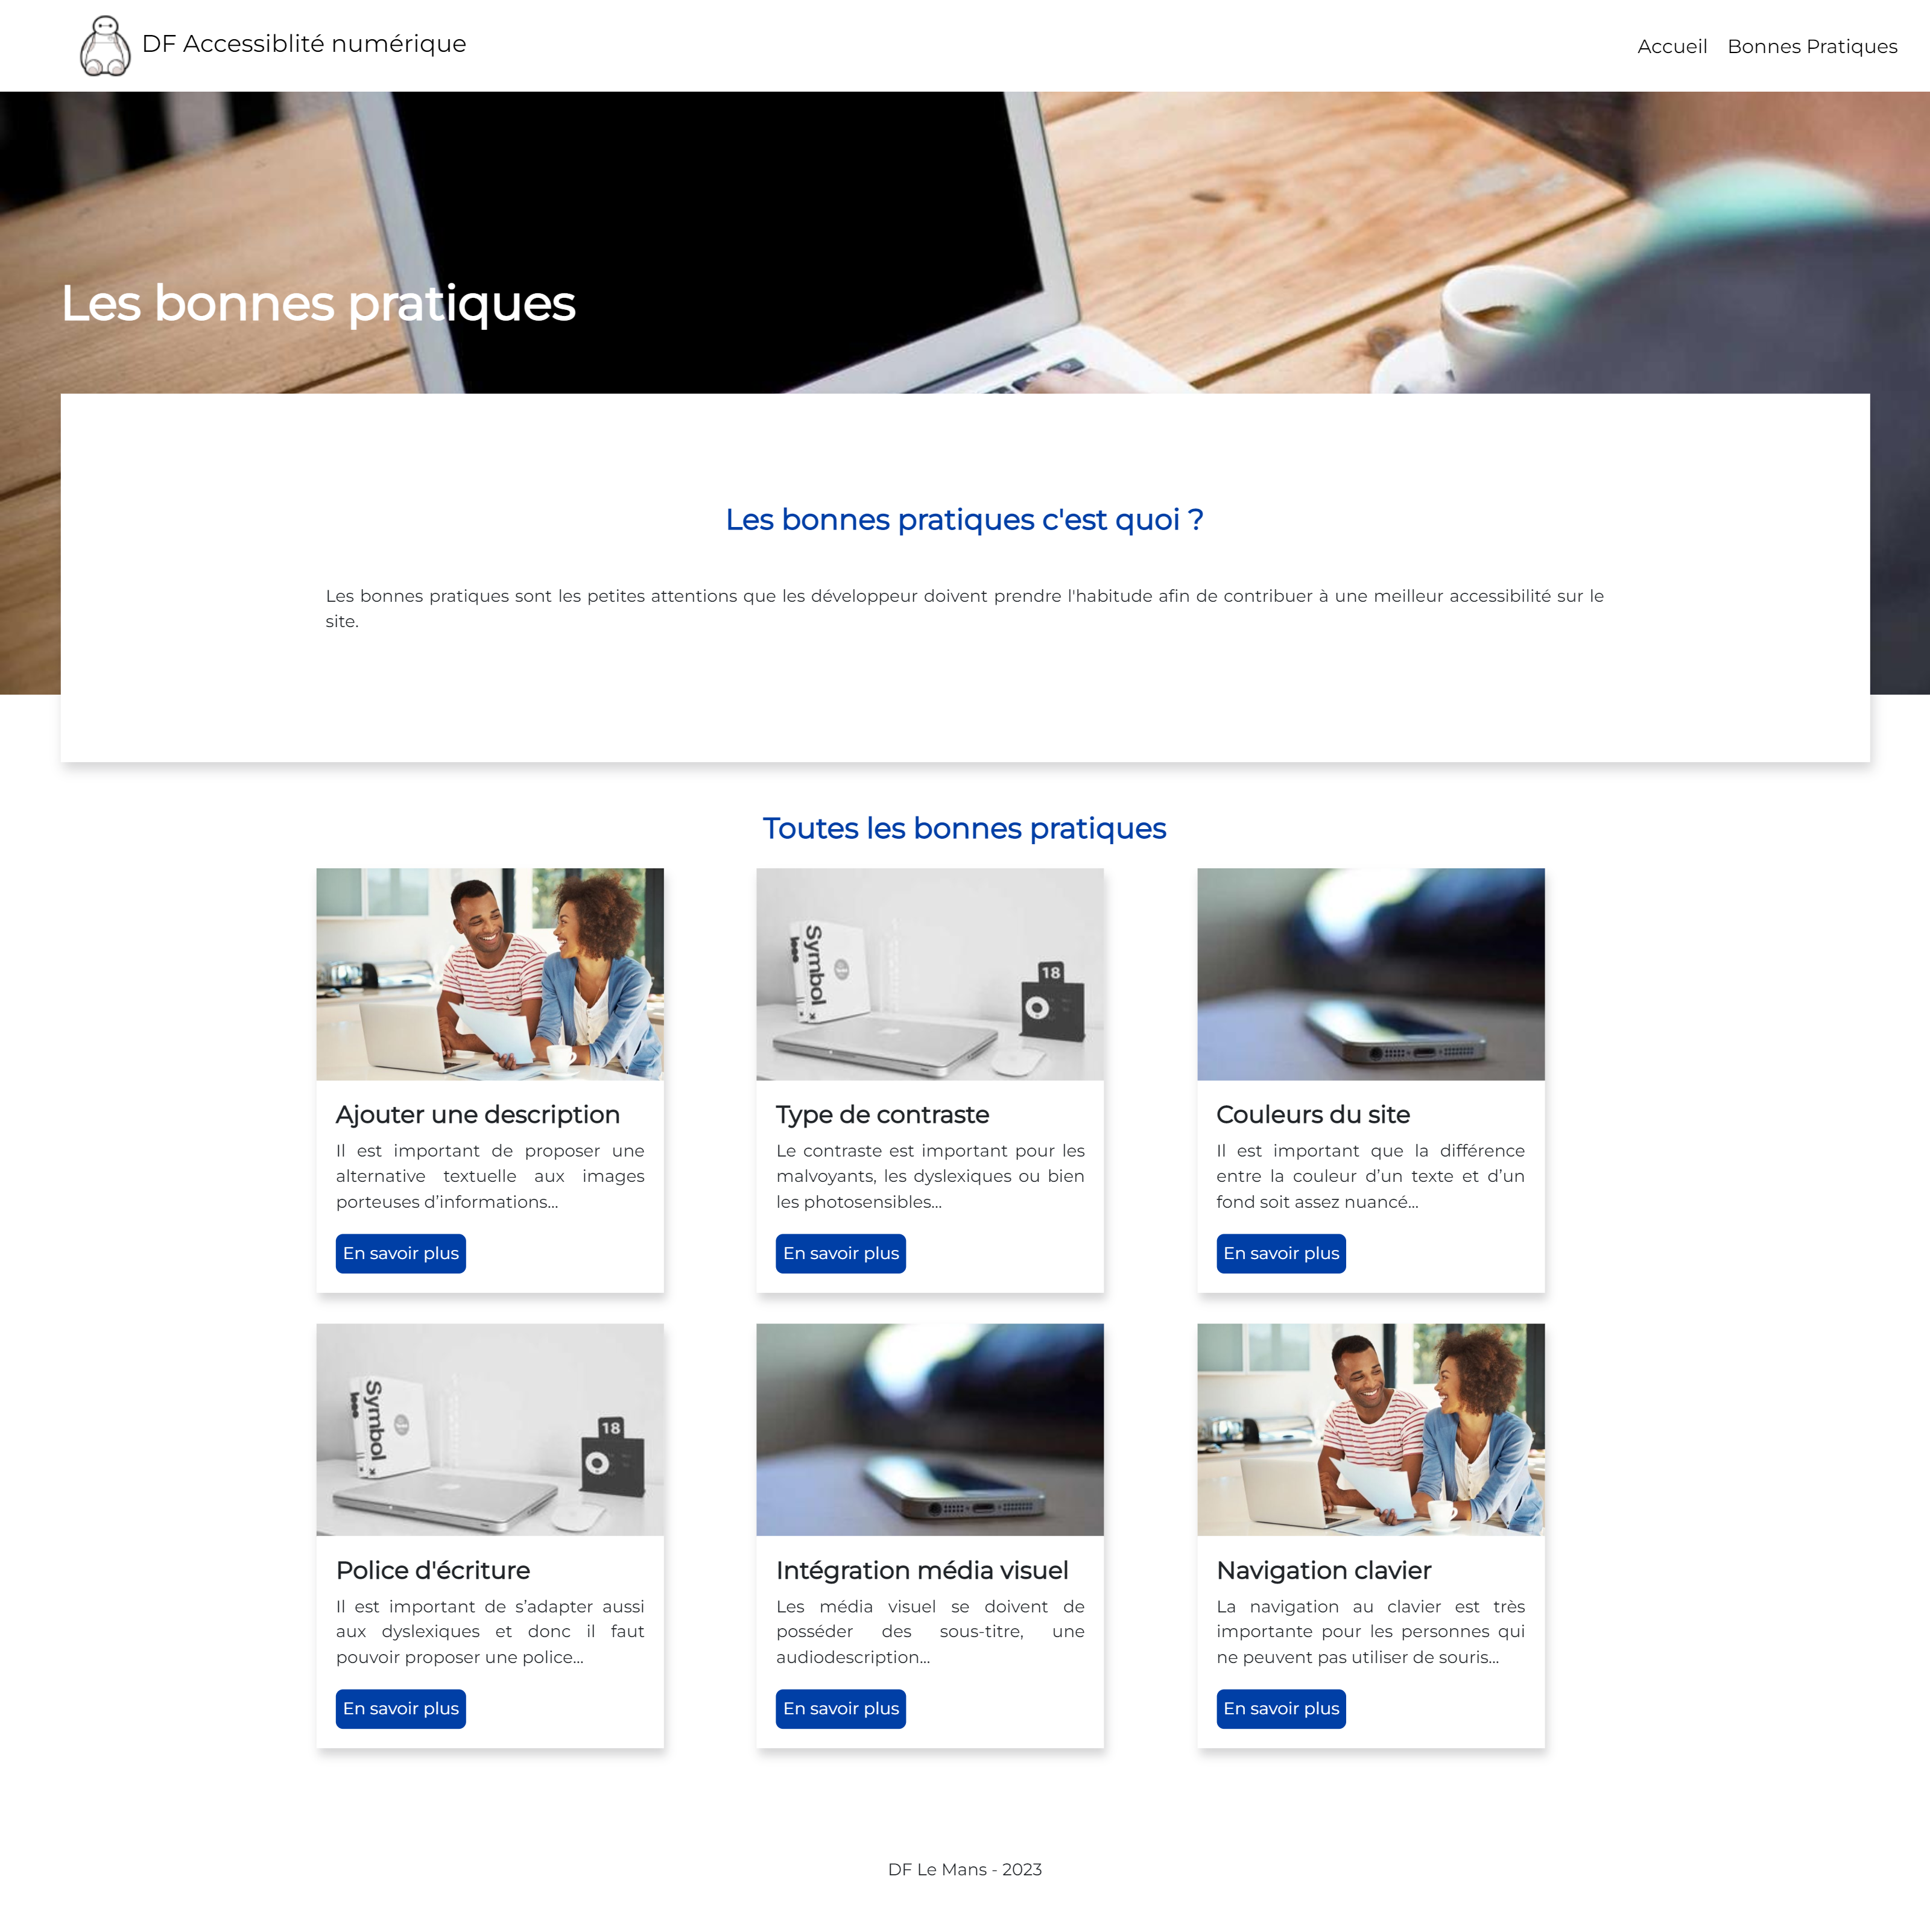 DF Accessiblité numérique
Accueil Bonnes Pratiques
Les bonnes pratiques
Les bonnes pratiques c'est quoi ?
Les bonnes pratiques sont les petites attentions que les développeur doivent prendre l'habitude afin de contribuer à une meilleur accessibilité sur le
site.
Toutes les bonnes pratiques
Symbol
18
Ajouter une description
Il est important de proposer une
alternative textuelle aux images
porteuses d’informations...
En savoir plus
Type de contraste
Le contraste est important pour les
malvoyants, les dyslexiques ou bien
les photosensibles...
En savoir plus
Couleurs du site
Il est important que la différence
entre la couleur d’un texte et d’un
fond soit assez nuancé...
En savoir plus
Symbol
18
Police d'écriture
Il est important de s’adapter aussi
aux dyslexiques et donc il faut
pouvoir proposer une police...
En savoir plus
Intégration média visuel
Les média visuel se doivent de
posséder des sous-titre, une
audiodescription...
En savoir plus
Navigation clavier
La navigation au clavier est très
importante pour les personnes qui
ne peuvent pas utiliser de souris...
En savoir plus
DF Le Mans - 2023